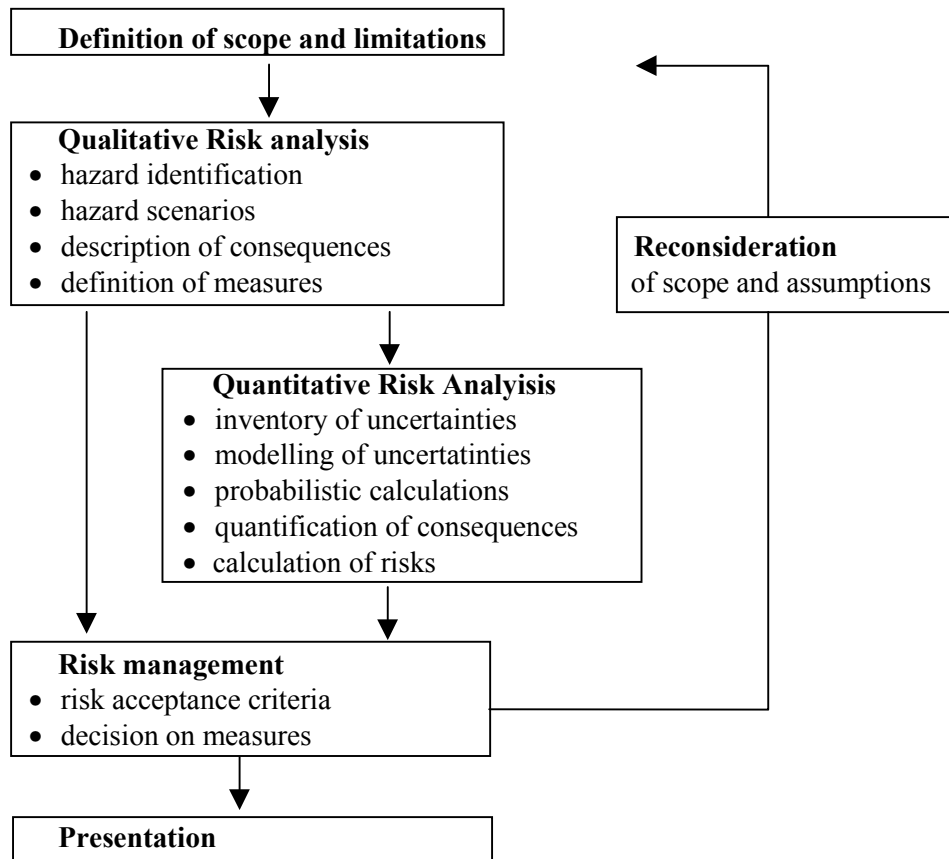 Definition of scope and limitations
Qualitative Risk analysis
• hazard identification
• hazard scenarios
• description of consequences
• definition of measures
Reconsideration
of scope and assumptions
Quantitative Risk Analyisis
• inventory of uncertainties
• modelling of uncertatinties
• probabilistic calculations
• quantification of consequences
• calculation of risks
Risk management
• risk acceptance criteria
• decision on measures
Presentation